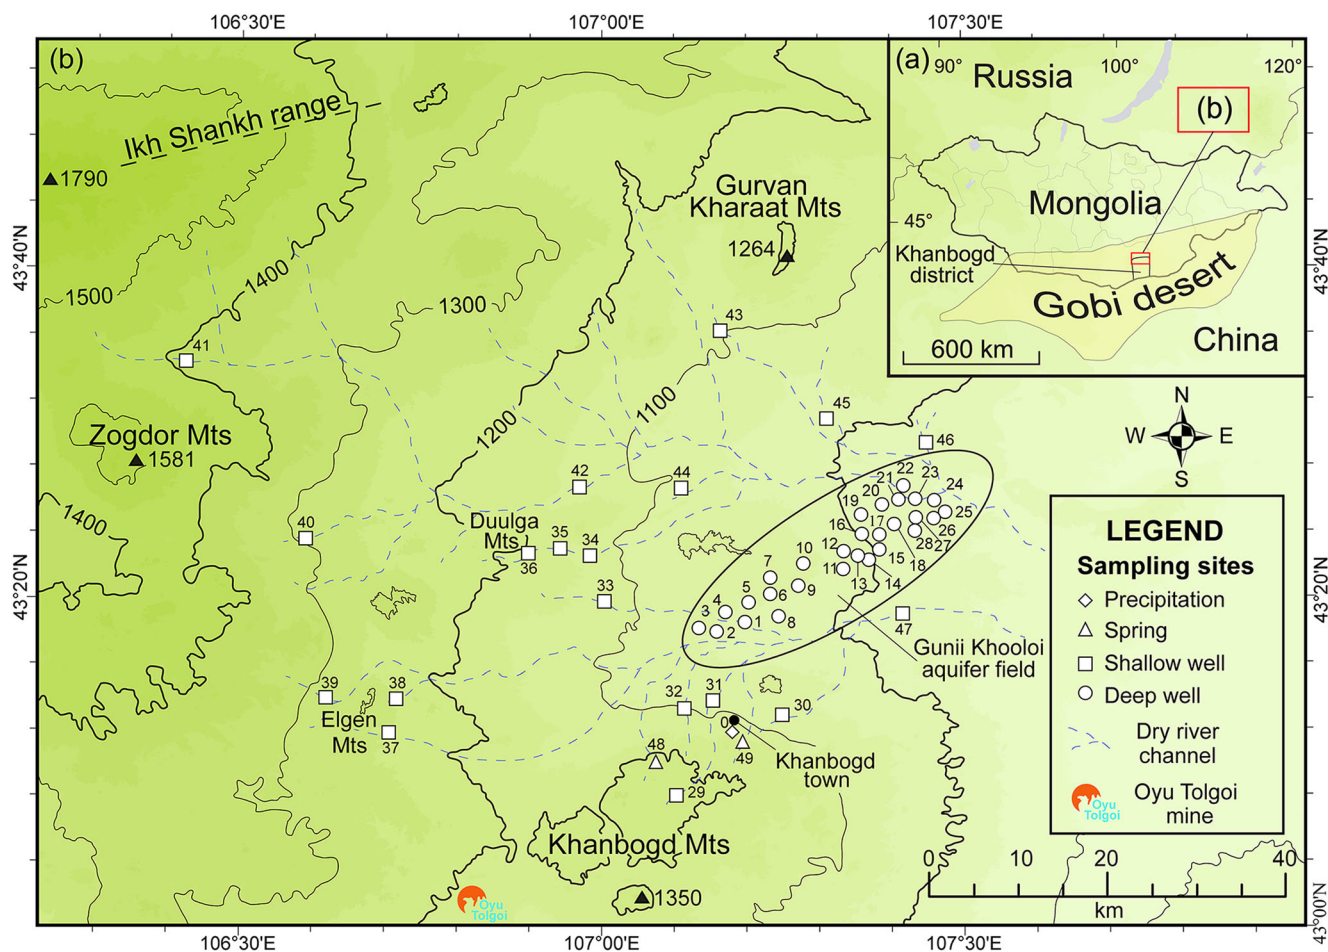 106°30'E
107°00'E
107°30'E
(b)
Ikh Shankh range
1790
1500
1400
1300
1200
1100
Gurvan
Kharaat Mts
1264
(a)
90°
100°
120°
Russia
(b)
Mongolia
45°
Khanbogd
district
Gobi desert
China
600 km
43°40'N
43°40'N
41
43
45
46
Zogdor Mts
1581
1400
40
42
44
Duulga
Mts
36
35
34
33
22
23
21
20
24
19
25
16
17
26
27
28
18
15
12
11
13
14
10
7
9
6
5
8
4
3
1
2
47
43°20'N
43°20'N
Gunii Khooloi
aquifer field
39
38
Elgen
Mts
37
32
31
30
0
49
48
29
Khanbogd
town
Khanbogd Mts
1350
Oyu
Tolgoi
N
W
E
S
LEGEND
Sampling sites
Precipitation
Spring
Shallow well
Deep well
Dry river
channel
Oyu
Tolgoi
Oyu Tolgoi
mine
0
10
20
40
km
43°00'N
106°30'E
107°00'E
107°30'E